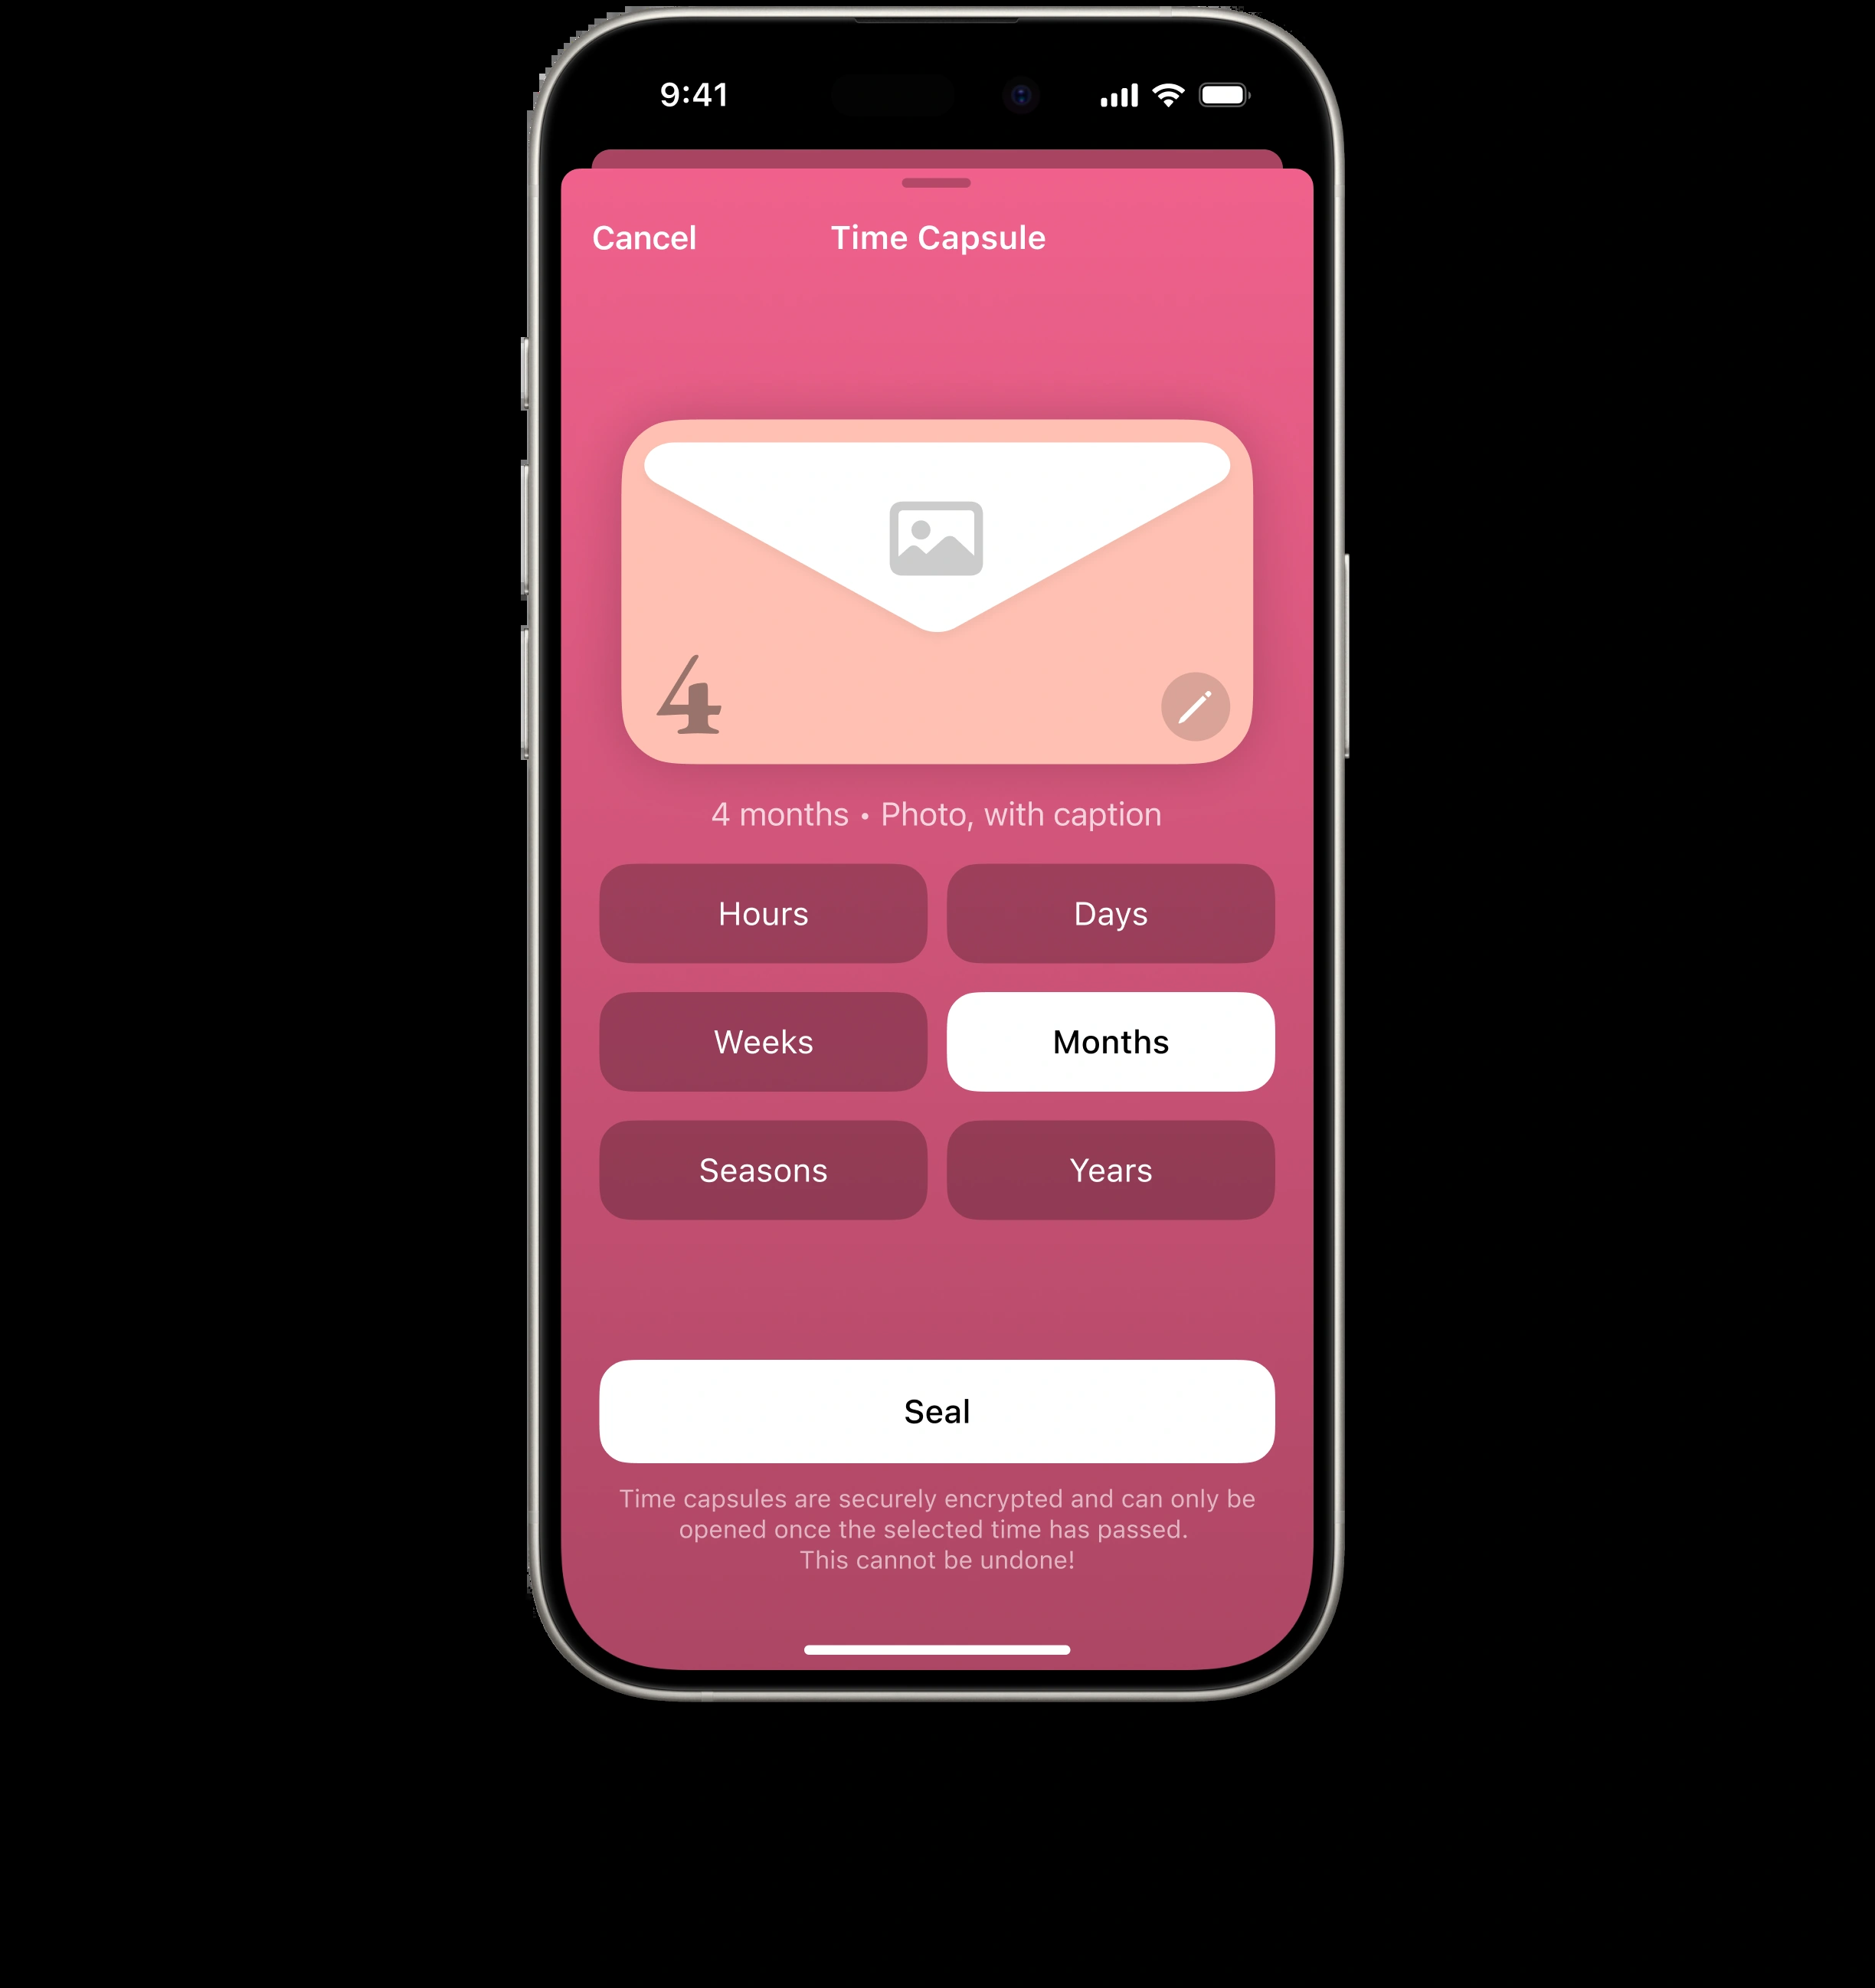 9:41
Cancel
Time Capsule
4
4 months • Photo, with caption
Hours
Days
Weeks
Months
Seasons
Years
Seal
Time capsules are securely encrypted and can only be
opened once the selected time has passed.
This cannot be undone!